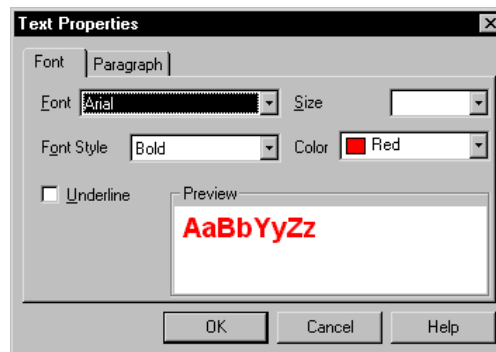 Text Properties
Font Paragraph
Font Arial Size
Font Style Bold Color Red
Underline Preview
AaBbYyZz
OK Cancel Help